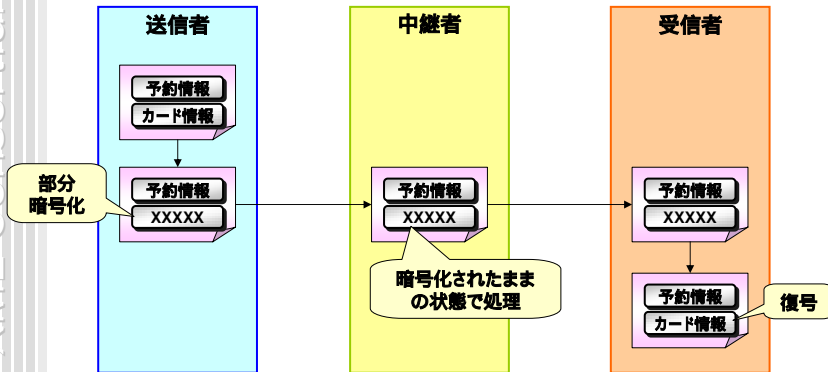 送信者
中継者
受信者
予約情報
カード情報
部分
暗号化
予約情報
XXXXX
予約情報
XXXXX
暗号化されたまま
の状態で処理
予約情報
XXXXX
予約情報
カード情報
復号